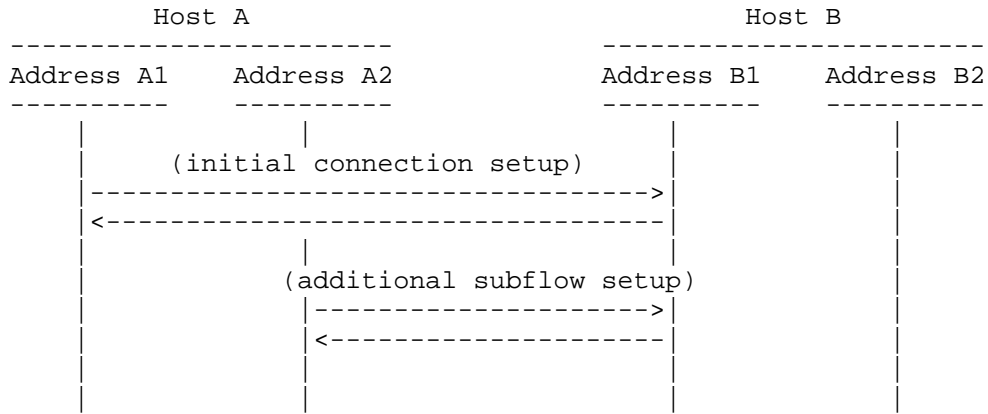 Host A Host B
Address A1 Address A2 Address B1 Address B2
(initial connection setup)
(additional subflow setup)